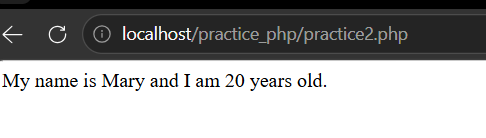 localhost/practice_php/practice2.php
My name is Mary and I am 20 years old.